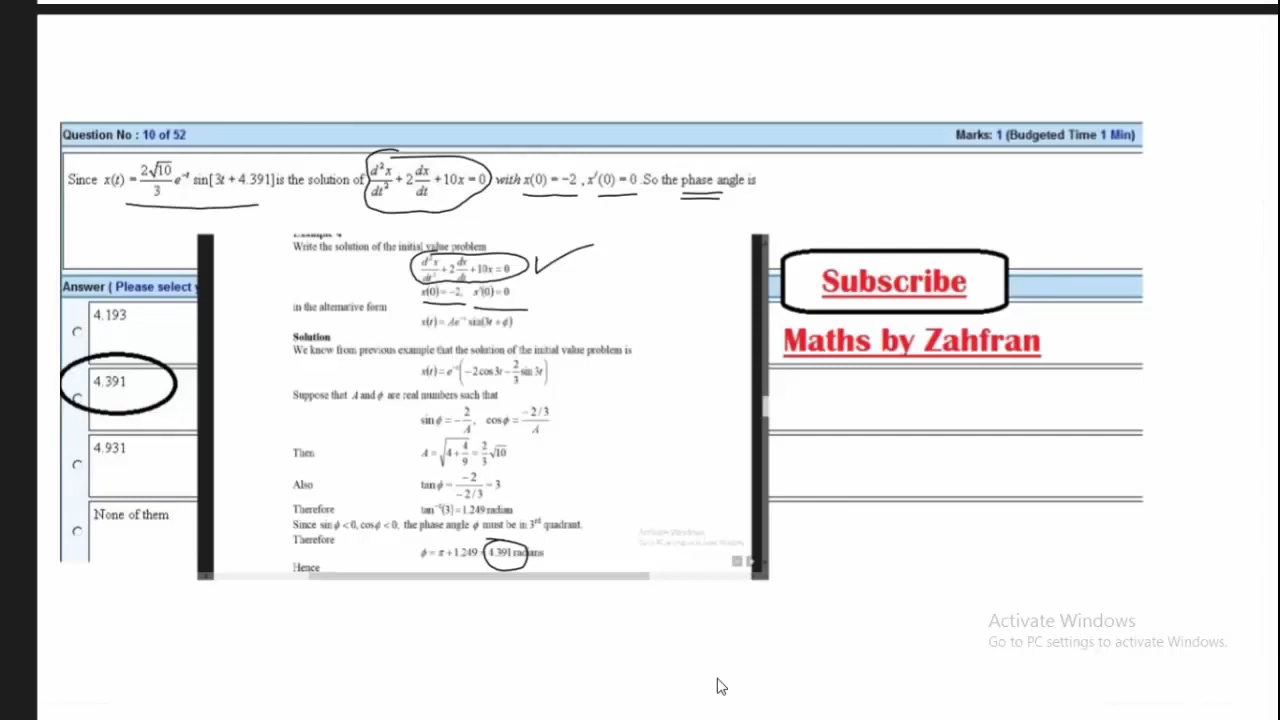 Question No : 10 of 52
Marks: 1 (Budgeted Time 1 Min)
Since x(t) = 2√10/3 e^-t sin[3t + 4.391] is the solution of d²x/dt² + 2 dx/dt + 10x = 0 with x(0) = −2 , x′(0) = 0 .So the phase angle is
Write the solution of the initial value problem
d²x/dt² + 2 dx/dt + 10x = 0
x(0) = −2, x′(0) = 0
in the alternative form
x(t) = Ae^-t sin(3t + ϕ)
Solution
We know from previous example that the solution of the initial value problem is
x(t) = e^-t(−2cos 3t − 2/3 sin 3t)
Suppose that A and ϕ are real numbers such that
sin ϕ = −2/A, cos ϕ = −2/3/A
Then A = √4 + 4/9 = 2/3 √10
Also tan ϕ = −2/−2/3 = 3
Therefore tan⁻¹(3) = 1.249 radian
Since sin ϕ < 0, cos ϕ < 0, the phase angle ϕ must be in 3rd quadrant.
Therefore
ϕ = π + 1.249 = 4.391 radians
Hence
Answer ( Please select
4.193
4.391
4.931
None of them
Subscribe
Maths by Zahfran
Activate Windows
Go to PC settings to activate Windows.